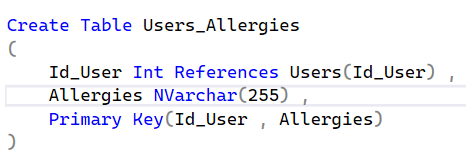 Create Table Users_Allergies
(
Id_User Int References Users(Id_User) ,
Allergies NVarchar(255) ,
Primary Key(Id_User , Allergies)
)